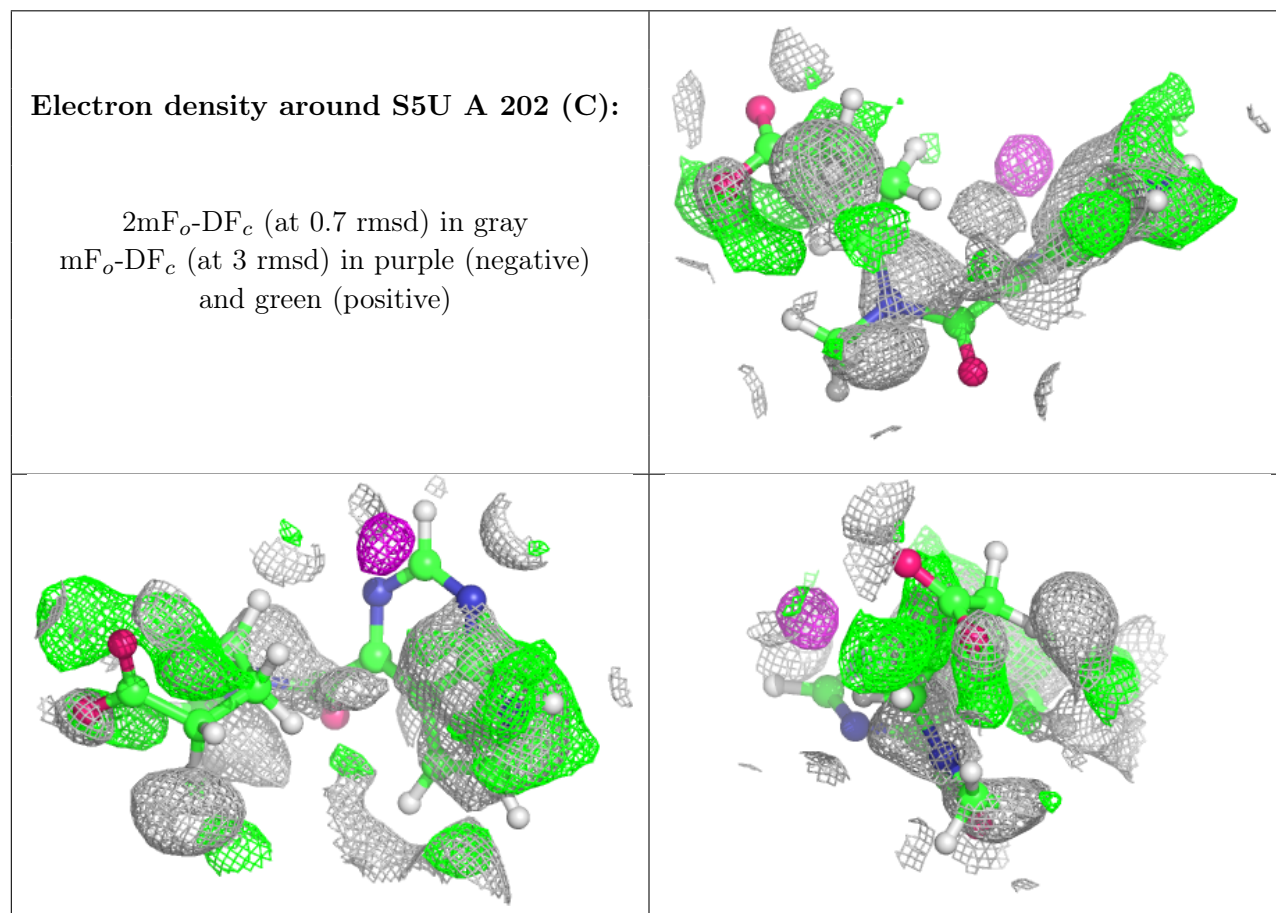 Electron density around S5U A 202 (C):
2mFo-DFc (at 0.7 rmsd) in gray
mFo-DFc (at 3 rmsd) in purple (negative)
and green (positive)